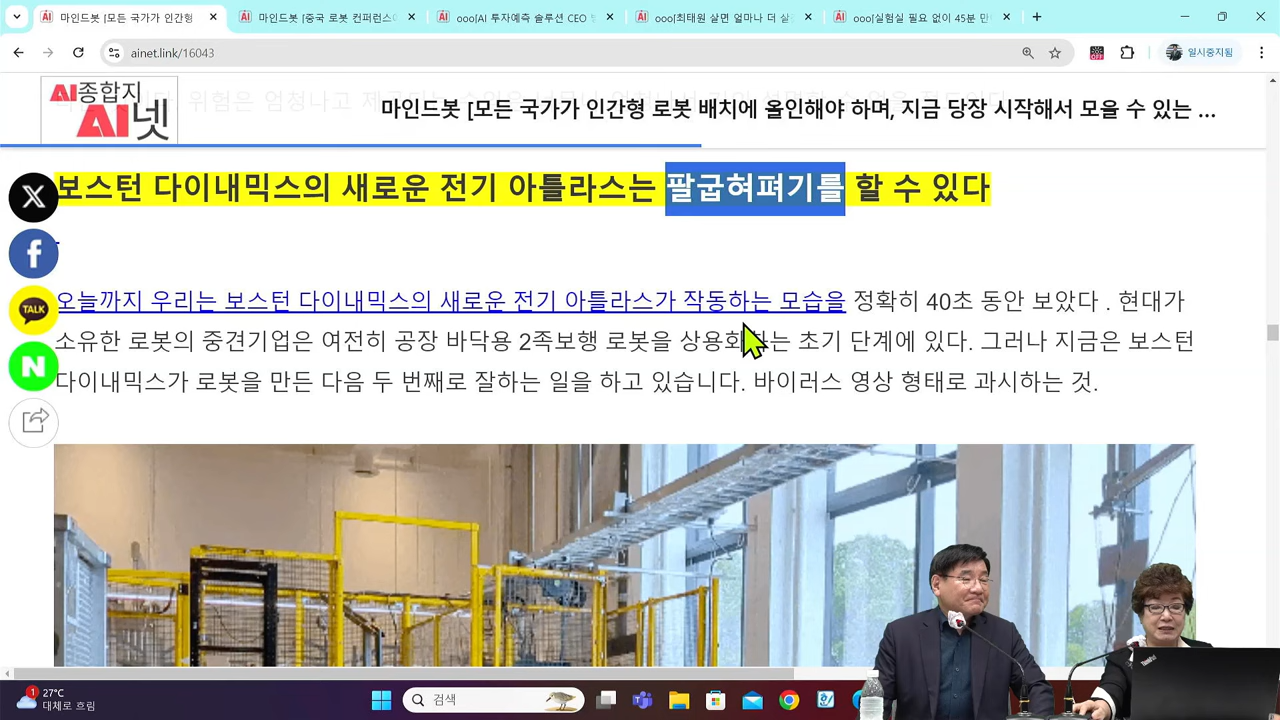 마인드봇 [모든 국가가 인간형
마인드봇 [중국 로봇 컨퍼런스
ooo[AI 투자예측 솔루션 CEO
ooo[최태원 살면 얼마나 더 살
ooo[실험실 필요 없이 45분 만
ainet.link/16043
OFF
일시중지됨
AI종합지
AI넷
마인드봇 [모든 국가가 인간형 로봇 배치에 올인해야 하며, 지금 당장 시작해서 모을 수 있는 ...
보스턴 다이내믹스의 새로운 전기 아틀라스는 팔굽혀펴기를 할 수 있다
오늘까지 우리는 보스턴 다이내믹스의 새로운 전기 아틀라스가 작동하는 모습을 정확히 40초 동안 보았다 . 현대가
소유한 로봇의 중견기업은 여전히 공장 바닥용 2족보행 로봇을 상용화하는 초기 단계에 있다. 그러나 지금은 보스턴
다이내믹스가 로봇을 만든 다음 두 번째로 잘하는 일을 하고 있습니다. 바이러스 영상 형태로 과시하는 것.
X
f
TALK
N
ThinkPad
1
27°C
대체로 흐림
검색